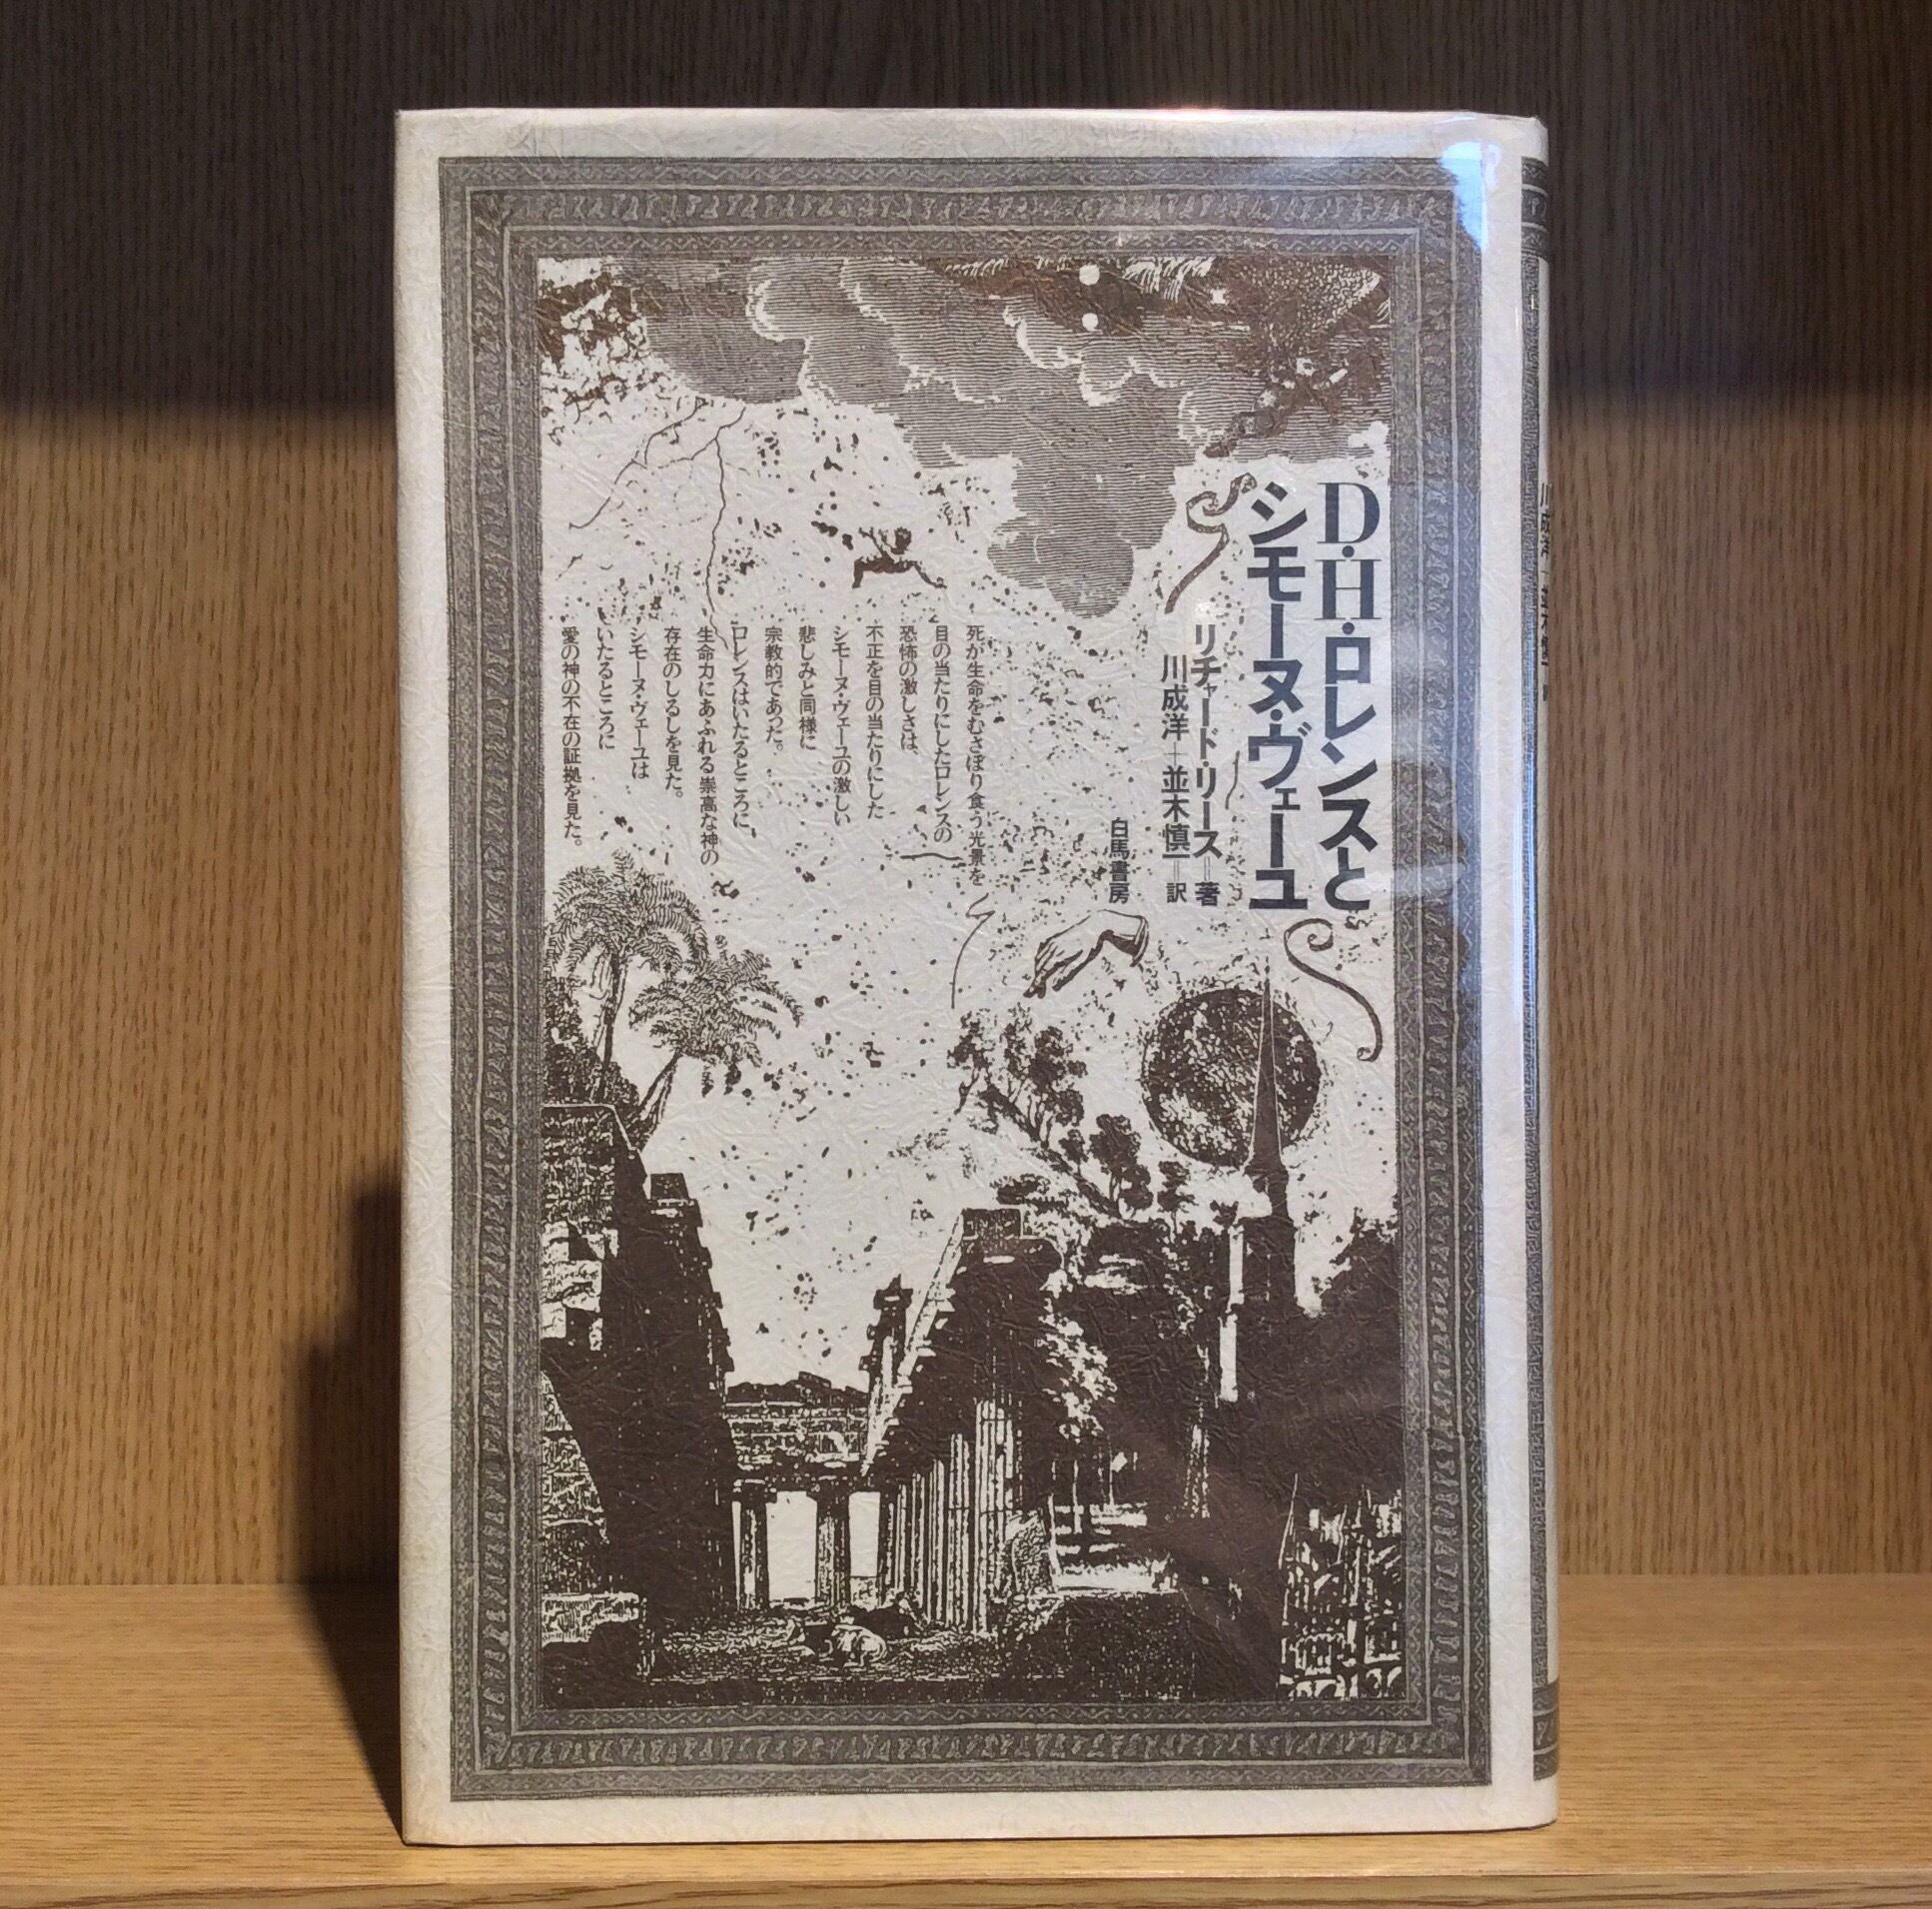 D・H・ロレンスと
シモーヌ・ヴェーユ
リチャード・リース=著
川成洋―並木慎一=訳
白馬書房
死が生命をむさぼり食う光景を
目の当たりにしたロレンスの
恐怖の激しさは、
不正を目の当たりにした
シモーヌ・ヴェーユの激しい
悲しみと同様に
宗教的であった。
ロレンスはいたるところに
生命力にあふれる崇高な神の
存在のしるしを見た。
シモーヌ・ヴェーユは
いたるところに
愛の神の不在の証拠を見た。